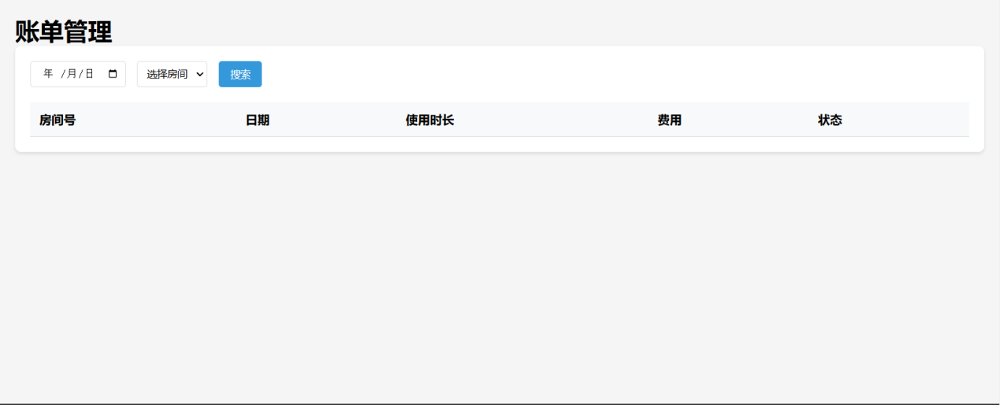 账单管理
年 /月/日 选择房间 搜索
房间号 日期 使用时长 费用 状态